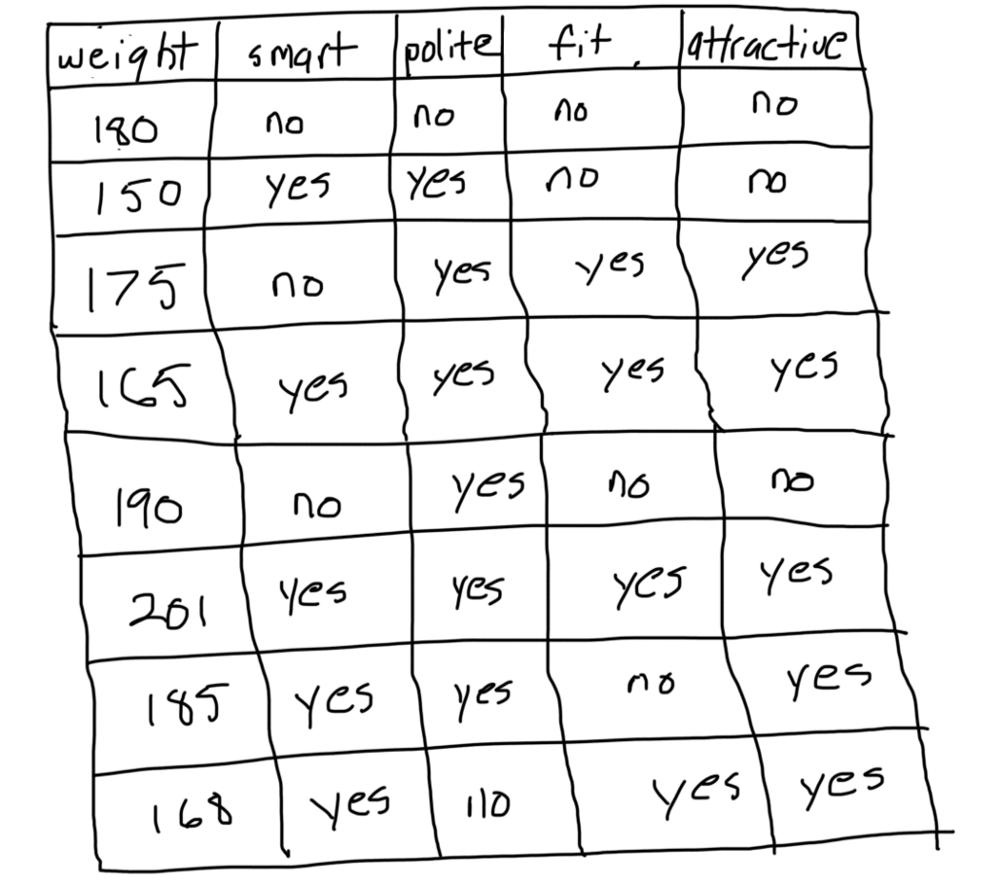 weight smart polite fit attractive
180 no no no no
150 yes yes no no
175 no yes yes yes
165 yes yes yes yes
190 no yes no no
201 yes yes yes yes
185 yes yes no yes
168 yes no yes yes